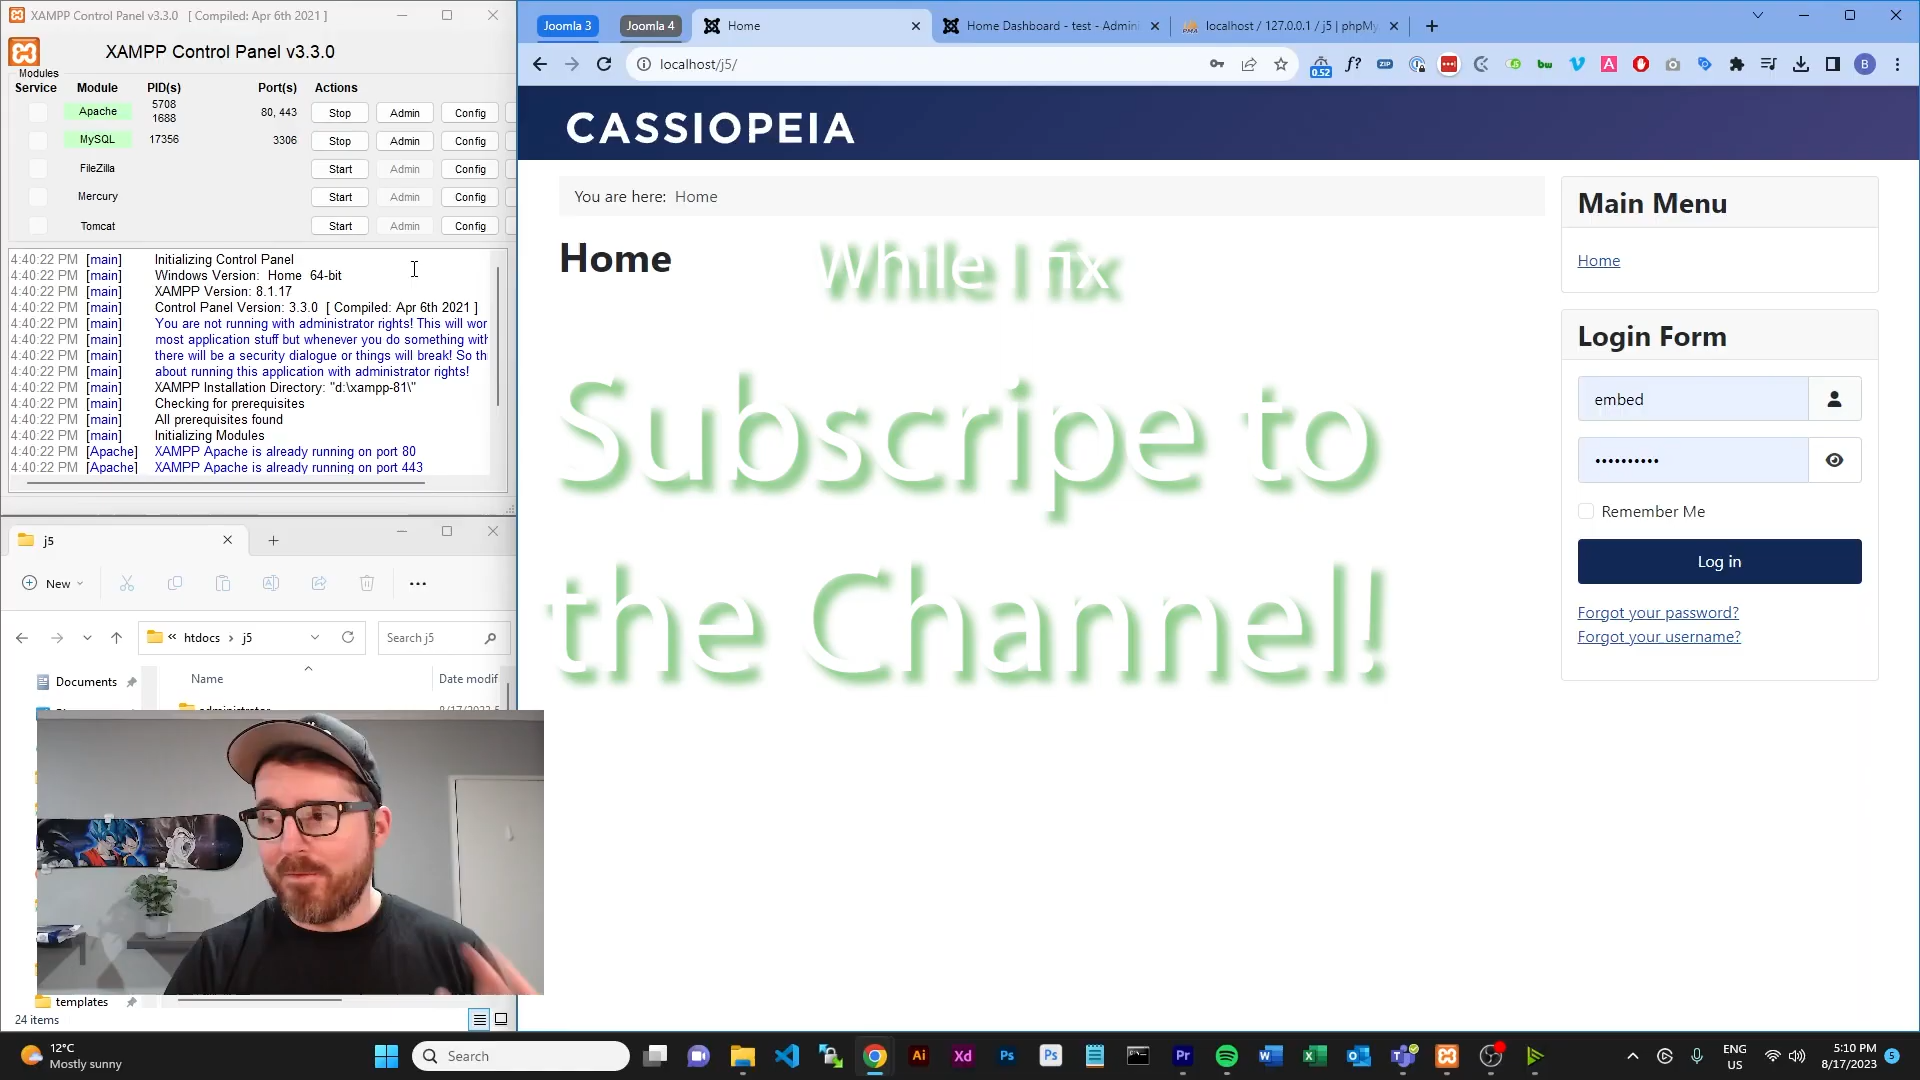 XAMPP Control Panel v3.3.0 [ Compiled: Apr 6th 2021 ]
XAMPP Control Panel v3.3.0
Modules
Service Module PID(s) Port(s) Actions
Apache 5708 1688 80, 443 Stop Admin Config
MySQL 17356 3306 Stop Admin Config
FileZilla Start Admin Config
Mercury Start Admin Config
Tomcat Start Admin Config
4:40:22 PM [main] Initializing Control Panel
4:40:22 PM [main] Windows Version: Home 64-bit
4:40:22 PM [main] XAMPP Version: 8.1.17
4:40:22 PM [main] Control Panel Version: 3.3.0 [ Compiled: Apr 6th 2021 ]
4:40:22 PM [main] You are not running with administrator rights! This will wor
4:40:22 PM [main] most application stuff but whenever you do something with
4:40:22 PM [main] there will be a security dialogue or things will break! So th
4:40:22 PM [main] about running this application with administrator rights!
4:40:22 PM [main] XAMPP Installation Directory: "d:\xampp-81\"
4:40:22 PM [main] Checking for prerequisites
4:40:22 PM [main] All prerequisites found
4:40:22 PM [main] Initializing Modules
4:40:22 PM [Apache] XAMPP Apache is already running on port 80
4:40:22 PM [Apache] XAMPP Apache is already running on port 443
j5
New
htdocs › j5
Search j5
Name Date modif
Documents
administrator
templates
24 items
Joomla 3
Joomla 4
Home
Home Dashboard - test - Admini
localhost / 127.0.0.1 / j5 | phpMy
localhost/j5/
CASSIOPEIA
You are here: Home
Home
While I fix
Subscripe to
the Channel!
Main Menu
Home
Login Form
embed
Remember Me
Log in
Forgot your password?
Forgot your username?
12°C
Mostly sunny
Search
ENG
US
5:10 PM
8/17/2023
5